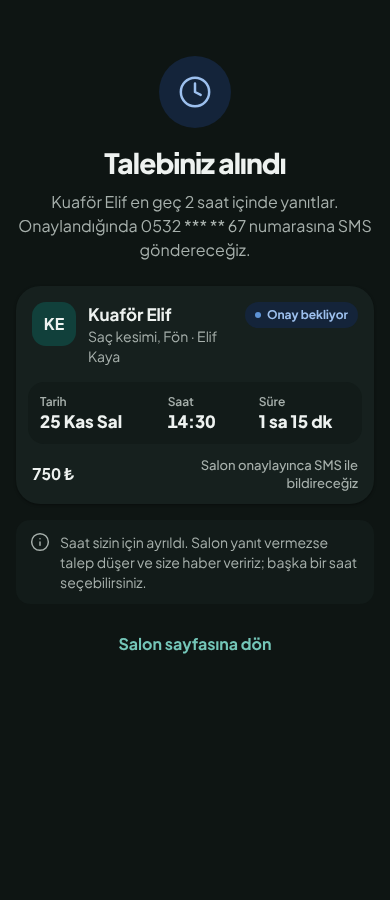 Talebiniz alındı
Kuaför Elif en geç 2 saat içinde yanıtlar.
Onaylandığında 0532 *** ** 67 numarasına SMS
göndereceğiz.
KE
Kuaför Elif
Onay bekliyor
Saç kesimi, Fön · Elif
Kaya
Tarih
Saat
Süre
25 Kas Sal
14:30
1 sa 15 dk
750 ₺
Salon onaylayınca SMS ile
bildireceğiz
Saat sizin için ayrıldı. Salon yanıt vermezse
talep düşer ve size haber veririz; başka bir saat
seçebilirsiniz.
Salon sayfasına dön